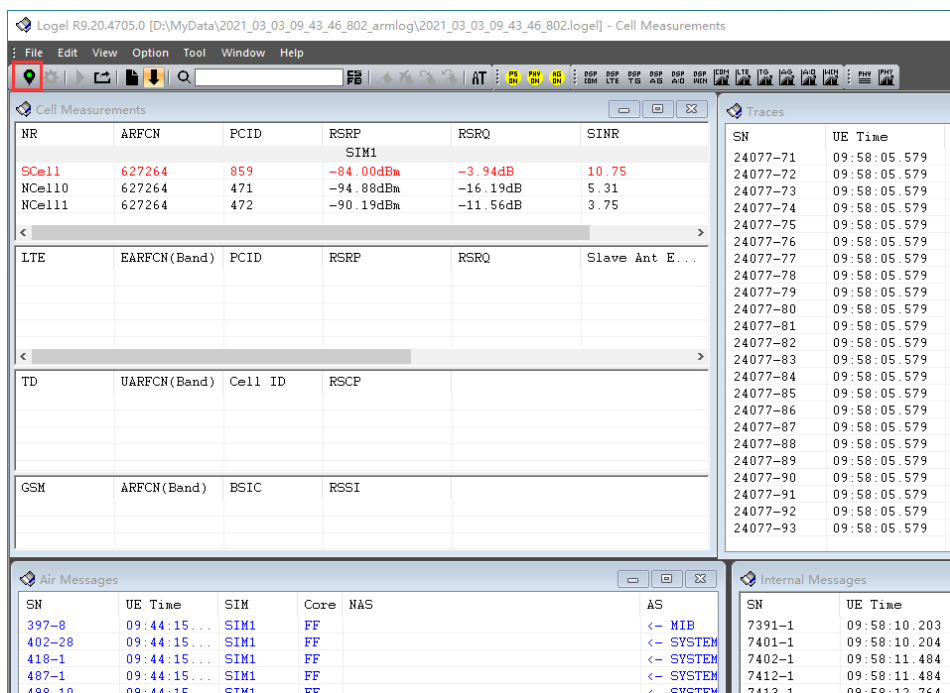 Logel R9.20.4705.0 [D:\MyData\2021_03_03_09_43_46_802_armlog\2021_03_03_09_43_46_802.logel] - Cell Measurements
File Edit View Option Tool Window Help
Cell Measurements
NR ARFCN PCID RSRP RSRQ SINR
SIM1
SCell 627264 859 -84.00dBm -3.94dB 10.75
NCell0 627264 471 -94.88dBm -16.19dB 5.31
NCell1 627264 472 -90.19dBm -11.56dB 3.75
LTE EARFCN(Band) PCID RSRP RSRQ Slave Ant E...
TD UARFCN(Band) Cell ID RSCP
GSM ARFCN(Band) BSIC RSSI
Traces
SN UE Time
24077-71 09:58:05.579
24077-72 09:58:05.579
24077-73 09:58:05.579
24077-74 09:58:05.579
24077-75 09:58:05.579
24077-76 09:58:05.579
24077-77 09:58:05.579
24077-78 09:58:05.579
24077-79 09:58:05.579
24077-80 09:58:05.579
24077-81 09:58:05.579
24077-82 09:58:05.579
24077-83 09:58:05.579
24077-84 09:58:05.579
24077-85 09:58:05.579
24077-86 09:58:05.579
24077-87 09:58:05.579
24077-88 09:58:05.579
24077-89 09:58:05.579
24077-90 09:58:05.579
24077-91 09:58:05.579
24077-92 09:58:05.579
24077-93 09:58:05.579
Air Messages
SN UE Time SIM Core NAS AS
397-8 09:44:15... SIM1 FF <- MIB
402-28 09:44:15... SIM1 FF <- SYSTEM
418-1 09:44:15... SIM1 FF <- SYSTEM
487-1 09:44:15... SIM1 FF <- SYSTEM
Internal Messages
SN UE Time
7391-1 09:58:10.203
7401-1 09:58:10.204
7402-1 09:58:11.484
7412-1 09:58:11.484